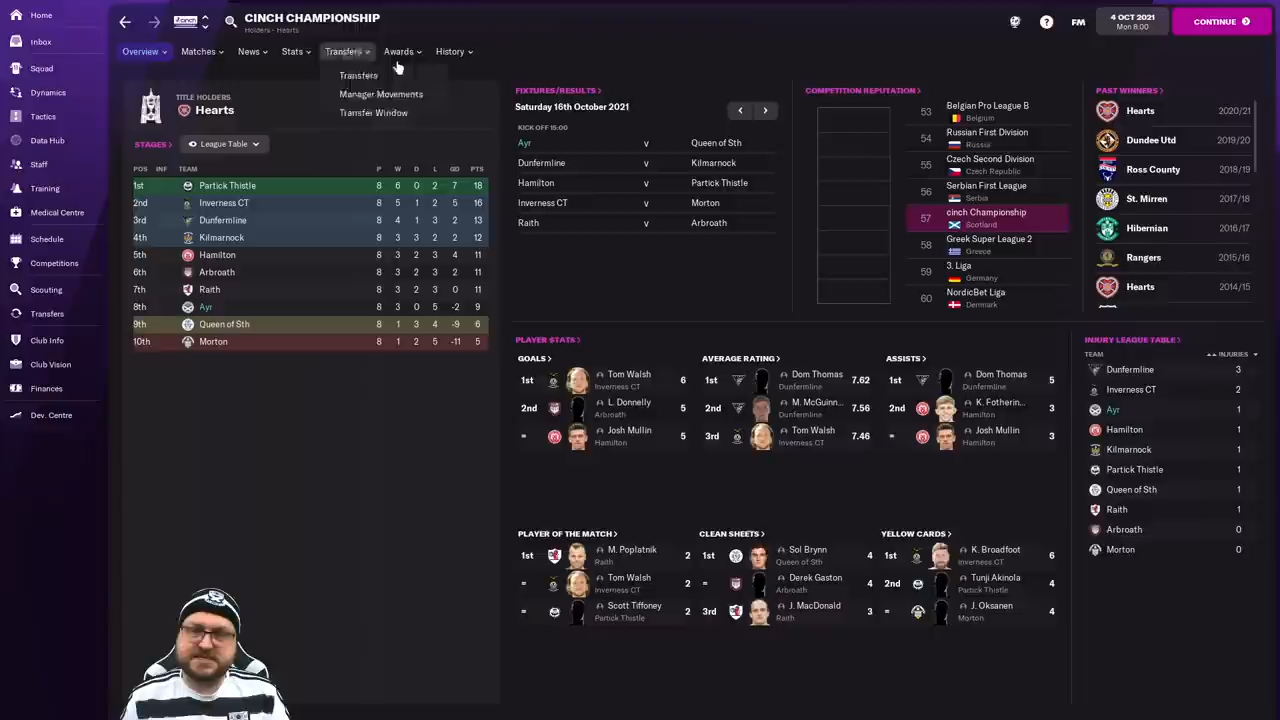 CINCH CHAMPIONSHIP
Holders - Hearts
4 OCT 2021
Mon 8:00
CONTINUE
FM
cinch
Home
Inbox
Squad
Dynamics
Tactics
Data Hub
Staff
Training
Medical Centre
Schedule
Competitions
Scouting
Transfers
Club Info
Club Vision
Finances
Dev. Centre
Overview Matches News Stats Transfers Awards History
Transfers
Manager Movements
Transfer Window
TITLE HOLDERS
Hearts
STAGES
League Table
POS INF TEAM P W D L GD PTS
1st Partick Thistle 8 6 0 2 7 18
2nd Inverness CT 8 5 1 2 5 16
3rd Dunfermline 8 4 1 3 2 13
4th Kilmarnock 8 3 3 2 2 12
5th Hamilton 8 3 2 3 4 11
6th Arbroath 8 3 2 3 2 11
7th Raith 8 3 2 3 0 11
8th Ayr 8 3 0 5 -2 9
9th Queen of Sth 8 1 3 4 -9 6
10th Morton 8 1 2 5 -11 5
FIXTURES/RESULTS
Saturday 16th October 2021
KICK OFF 15:00
Ayr v Queen of Sth
Dunfermline v Kilmarnock
Hamilton v Partick Thistle
Inverness CT v Morton
Raith v Arbroath
COMPETITION REPUTATION
53 Belgian Pro League B
Belgium
54 Russian First Division
Russia
55 Czech Second Division
Czech Republic
56 Serbian First League
Serbia
57 cinch Championship
Scotland
58 Greek Super League 2
Greece
59 3. Liga
Germany
60 NordicBet Liga
Denmark
PAST WINNERS
Hearts 2020/21
Dundee Utd 2019/20
Ross County 2018/19
St. Mirren 2017/18
Hibernian 2016/17
Rangers 2015/16
Hearts 2014/15
PLAYER STATS
GOALS
1st Tom Walsh 6
Inverness CT
2nd L. Donnelly 5
Arbroath
= Josh Mullin 5
Hamilton
AVERAGE RATING
1st Dom Thomas 7.62
Dunfermline
2nd M. McGuinn... 7.56
Dunfermline
3rd Tom Walsh 7.46
Inverness CT
ASSISTS
1st Dom Thomas 5
Dunfermline
2nd K. Fotherin... 3
Hamilton
= Josh Mullin 3
Hamilton
PLAYER OF THE MATCH
1st M. Poplatnik 2
Raith
= Tom Walsh 2
Inverness CT
= Scott Tiffoney 2
Partick Thistle
CLEAN SHEETS
1st Sol Brynn 4
Queen of Sth
= Derek Gaston 4
Arbroath
3rd J. MacDonald 3
Raith
YELLOW CARDS
1st K. Broadfoot 6
Inverness CT
2nd Tunji Akinola 4
Partick Thistle
= J. Oksanen 4
Morton
INJURY LEAGUE TABLE
TEAM INJURIES
Dunfermline 3
Inverness CT 2
Ayr 1
Hamilton 1
Kilmarnock 1
Partick Thistle 1
Queen of Sth 1
Raith 1
Arbroath 0
Morton 0